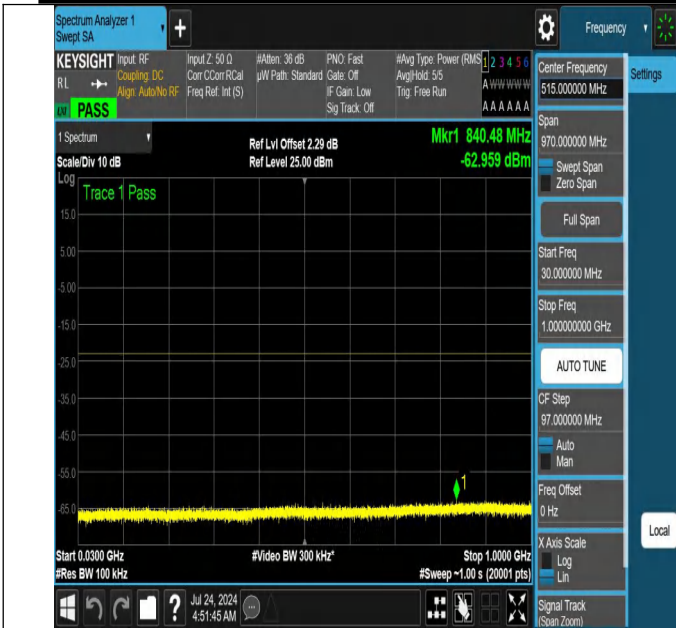 Spectrum Analyzer 1
Swept SA
+
Frequency
KEYSIGHT
RL
PASS
Input: RF
Coupling: DC
Align: Auto/No RF
Input Z: 50 Ω
Corr CCorr RCal
Freq Ref: Int (S)
#Atten: 36 dB
µW Path: Standard
PNO: Fast
Gate: Off
IF Gain: Low
Sig Track: Off
#Avg Type: Power (RMS
Avg|Hold: 5/5
Trig: Free Run
1 2 3 4 5 6
A W W W W W
A A A A A A
1 Spectrum
Scale/Div 10 dB
Ref Lvl Offset 2.29 dB
Ref Level 25.00 dBm
Mkr1 840.48 MHz
-62.959 dBm
Log
Trace 1 Pass
15.0
5.00
-5.00
-15.0
-25.0
-35.0
-45.0
-55.0
-65.0
1
Start 0.0300 GHz
#Res BW 100 kHz
#Video BW 300 kHz*
Stop 1.0000 GHz
#Sweep ~1.00 s (20001 pts)
?
Jul 24, 2024
4:51:45 AM
Center Frequency
515.000000 MHz
Span
970.000000 MHz
Swept Span
Zero Span
Full Span
Start Freq
30.000000 MHz
Stop Freq
1.000000000 GHz
AUTO TUNE
CF Step
97.000000 MHz
Auto
Man
Freq Offset
0 Hz
X Axis Scale
Log
Lin
Signal Track
(Span Zoom)
Settings
Local